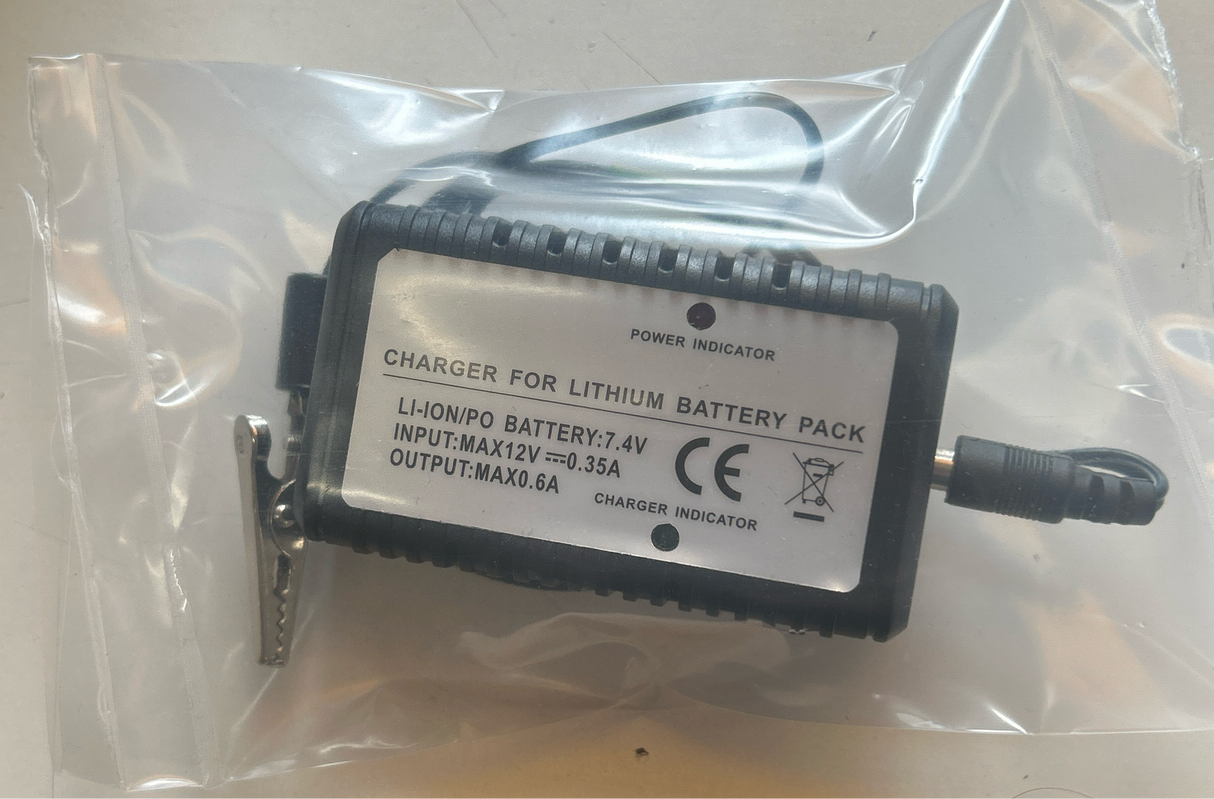 POWER INDICATOR
CHARGER FOR LITHIUM BATTERY PACK
LI-ION/PO BATTERY:7.4V
INPUT:MAX12V⎓0.35A
OUTPUT:MAX0.6A
CE
CHARGER INDICATOR